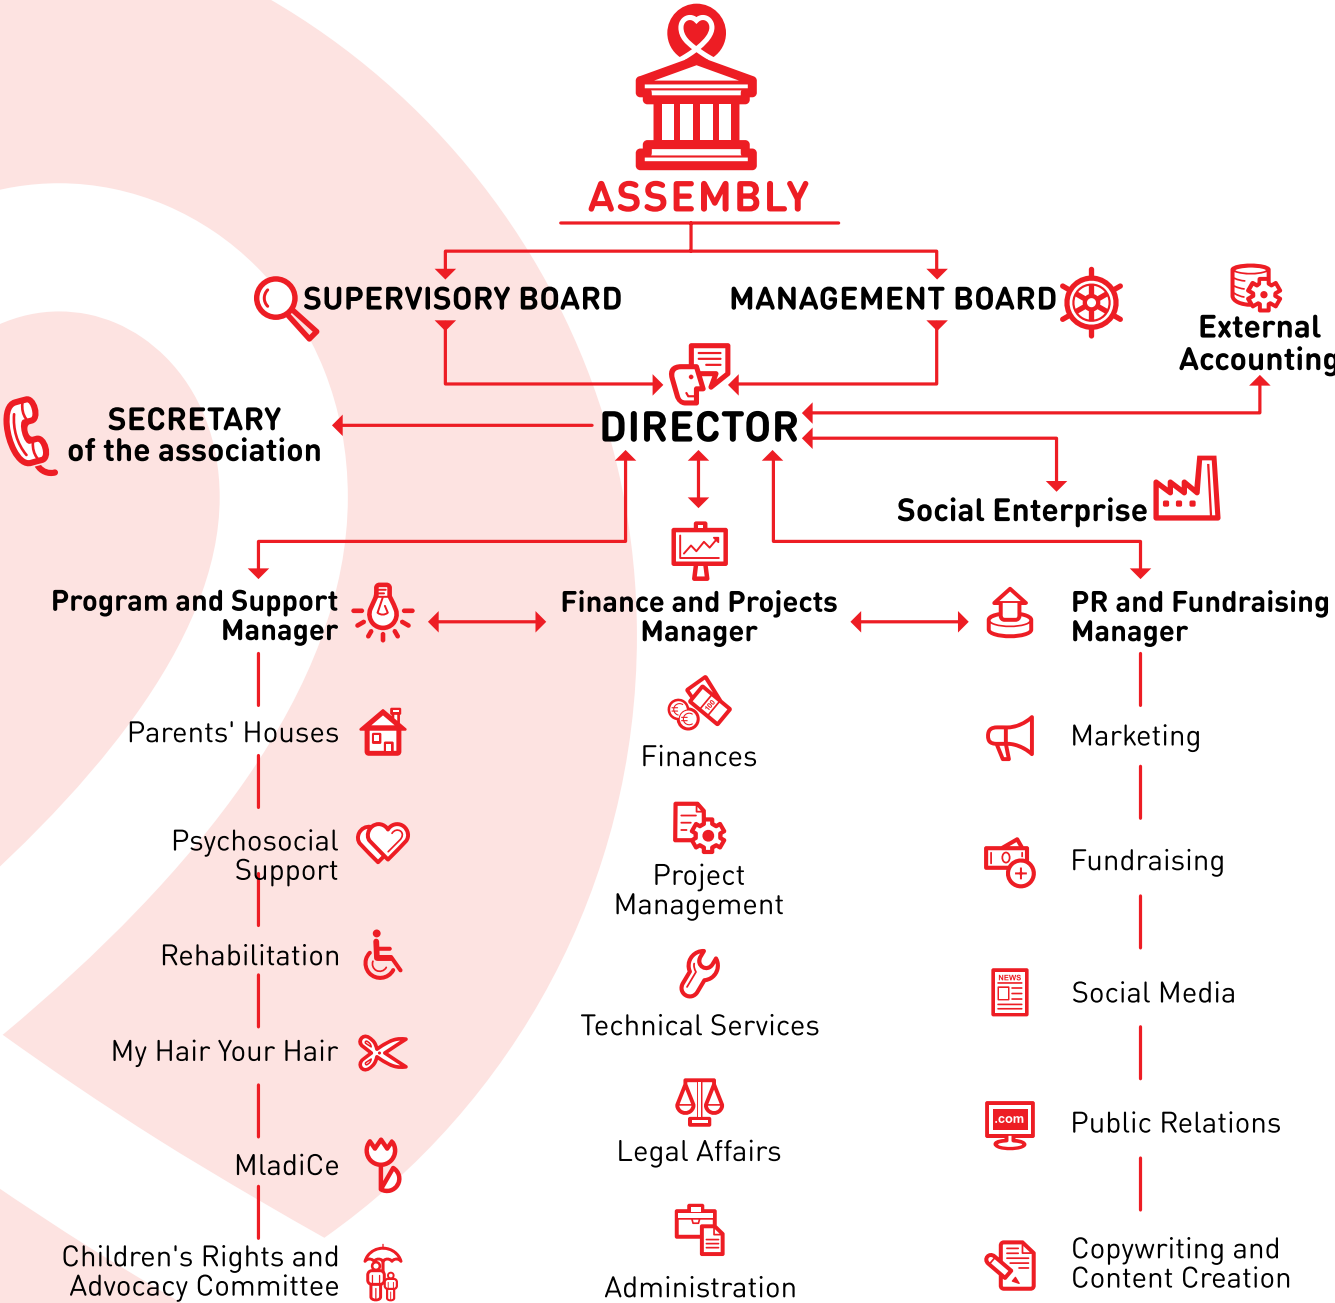 ASSEMBLY
SUPERVISORY BOARD
MANAGEMENT BOARD
External
Accounting
SECRETARY
of the association
DIRECTOR
Social Enterprise
Program and Support
Manager
Finance and Projects
Manager
PR and Fundraising
Manager
Parents' Houses
Psychosocial
Support
Rehabilitation
My Hair Your Hair
MladiCe
Children's Rights and
Advocacy Committee
€
€
100
Finances
Project
Management
Technical Services
Legal Affairs
Administration
Marketing
Fundraising
NEWS
Social Media
.com
Public Relations
Copywriting and
Content Creation